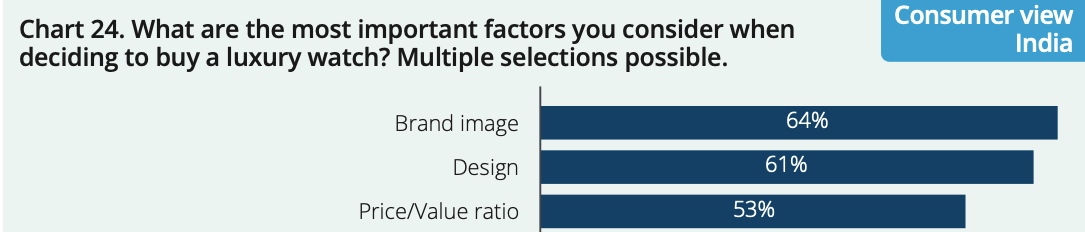 Chart 24. What are the most important factors you consider when
deciding to buy a luxury watch? Multiple selections possible.
Consumer view
India
Brand image 64%
Design 61%
Price/Value ratio 53%